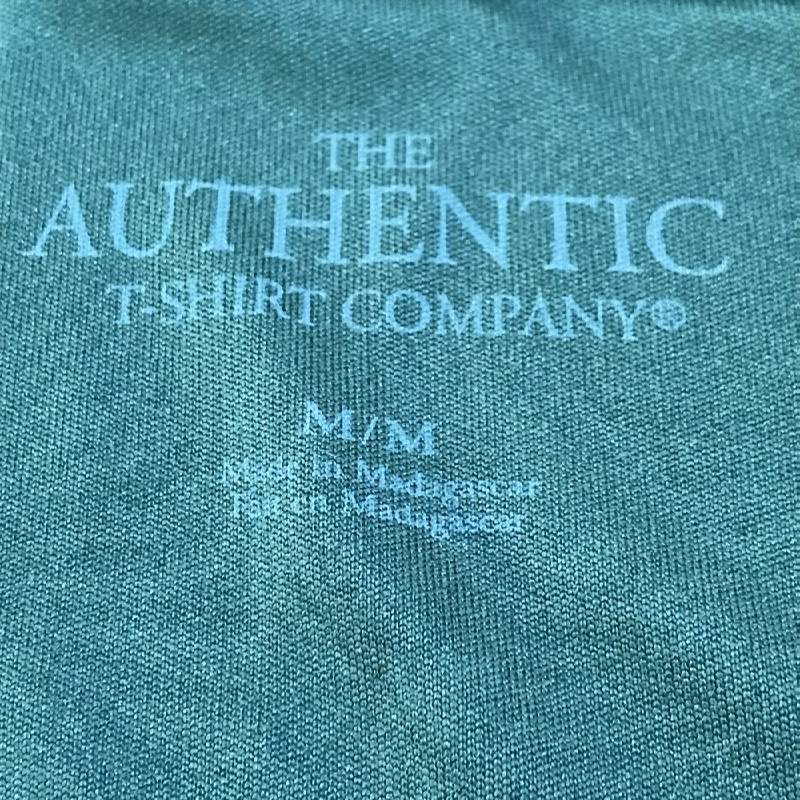 THE
AUTHENTIC
T-SHIRT COMPANY®
M/M
Made in Madagascar
Fait en Madagascar